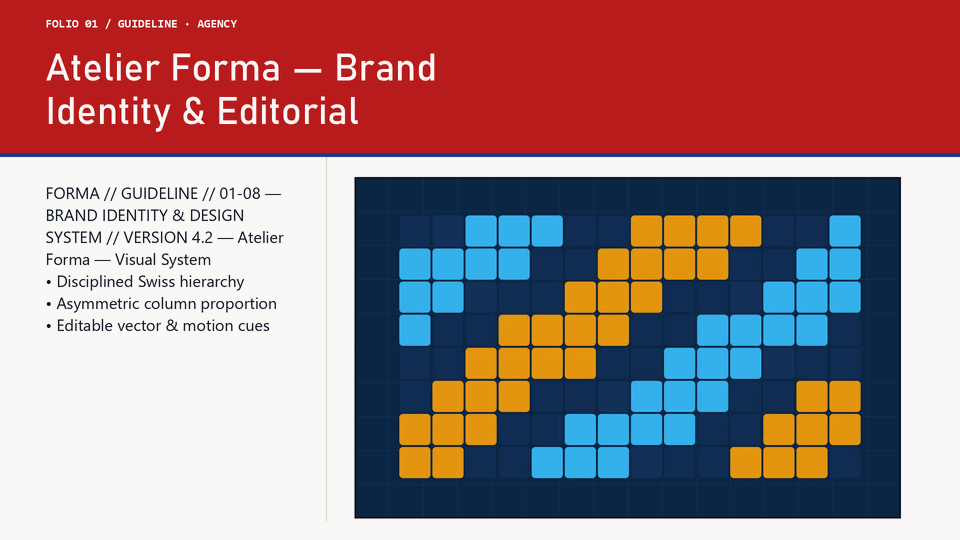 FOLIO 01 / GUIDELINE · AGENCY
Atelier Forma — Brand
Identity & Editorial
FORMA // GUIDELINE // 01-08 —
BRAND IDENTITY & DESIGN
SYSTEM // VERSION 4.2 — Atelier
Forma — Visual System
• Disciplined Swiss hierarchy
• Asymmetric column proportion
• Editable vector & motion cues